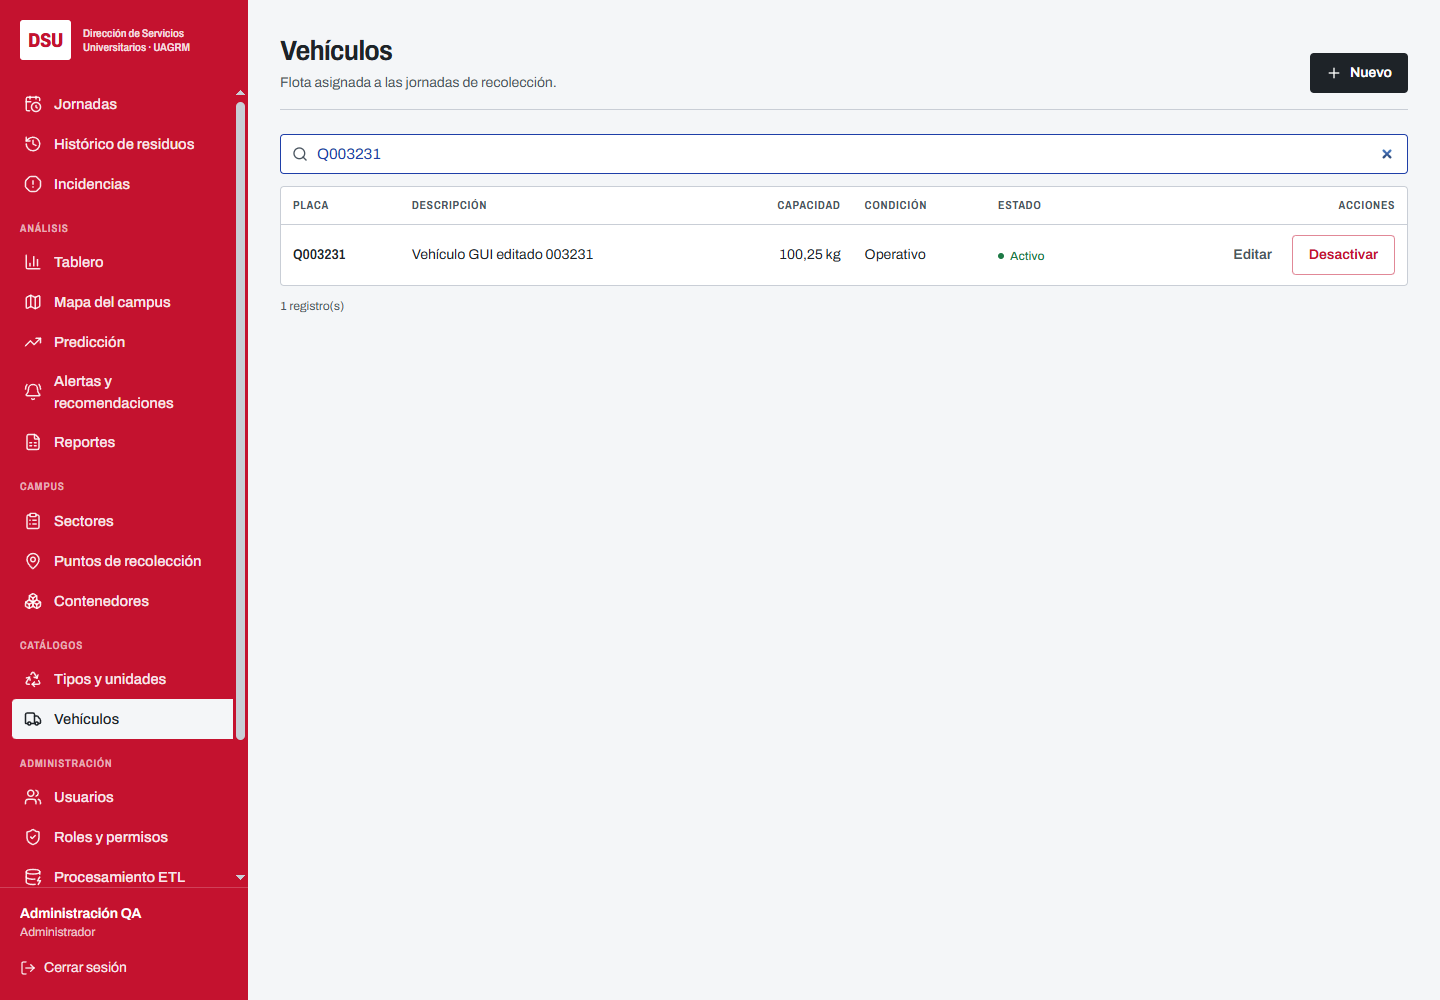 DSU
Dirección de Servicios
Universitarios · UAGRM
Jornadas
Histórico de residuos
Incidencias
ANÁLISIS
Tablero
Mapa del campus
Predicción
Alertas y
recomendaciones
Reportes
CAMPUS
Sectores
Puntos de recolección
Contenedores
CATÁLOGOS
Tipos y unidades
Vehículos
ADMINISTRACIÓN
Usuarios
Roles y permisos
Procesamiento ETL
Administración QA
Administrador
Cerrar sesión
Vehículos
Flota asignada a las jornadas de recolección.
Nuevo
Q003231
PLACA DESCRIPCIÓN CAPACIDAD CONDICIÓN ESTADO ACCIONES
Q003231 Vehículo GUI editado 003231 100,25 kg Operativo Activo Editar Desactivar
1 registro(s)